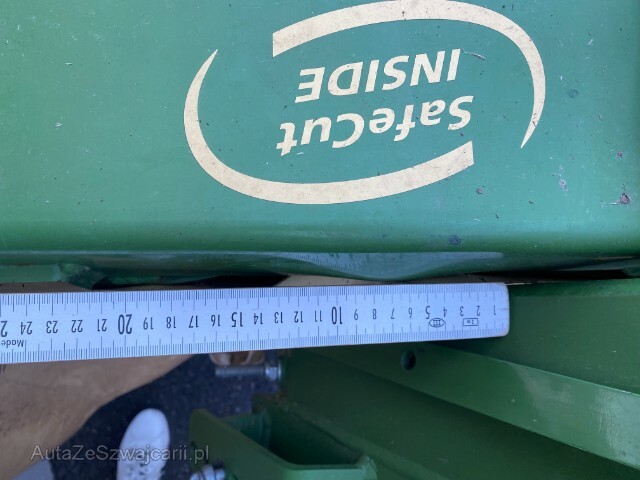 SafeCut
INSIDE
1 2 3 4 5 6 7 8 9 10 11 12 13 14 15 16 17 18 19 20 21 22 23 24
Made
AutaZeSzwajcarii.pl